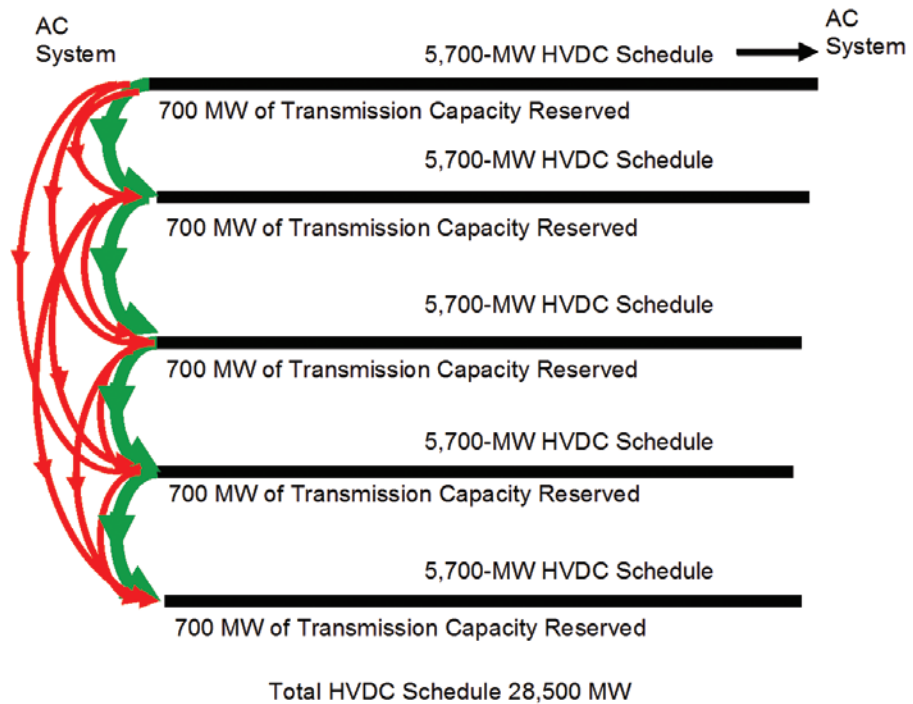 AC
System
AC
System
5,700-MW HVDC Schedule
700 MW of Transmission Capacity Reserved
5,700-MW HVDC Schedule
700 MW of Transmission Capacity Reserved
5,700-MW HVDC Schedule
700 MW of Transmission Capacity Reserved
5,700-MW HVDC Schedule
700 MW of Transmission Capacity Reserved
5,700-MW HVDC Schedule
700 MW of Transmission Capacity Reserved
Total HVDC Schedule 28,500 MW